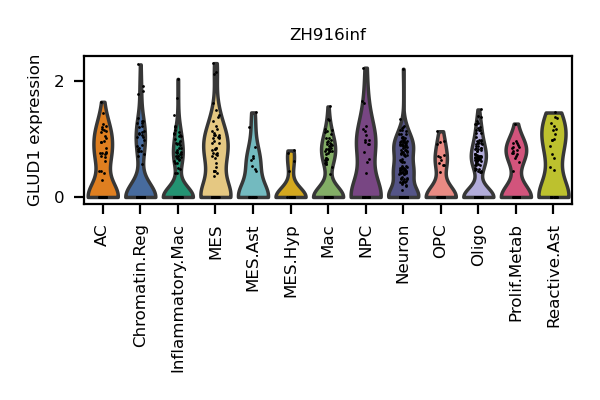 ZH916inf
GLUD1 expression
2
0
AC
Chromatin.Reg
Inflammatory.Mac
MES
MES.Ast
MES.Hyp
Mac
NPC
Neuron
OPC
Oligo
Prolif.Metab
Reactive.Ast